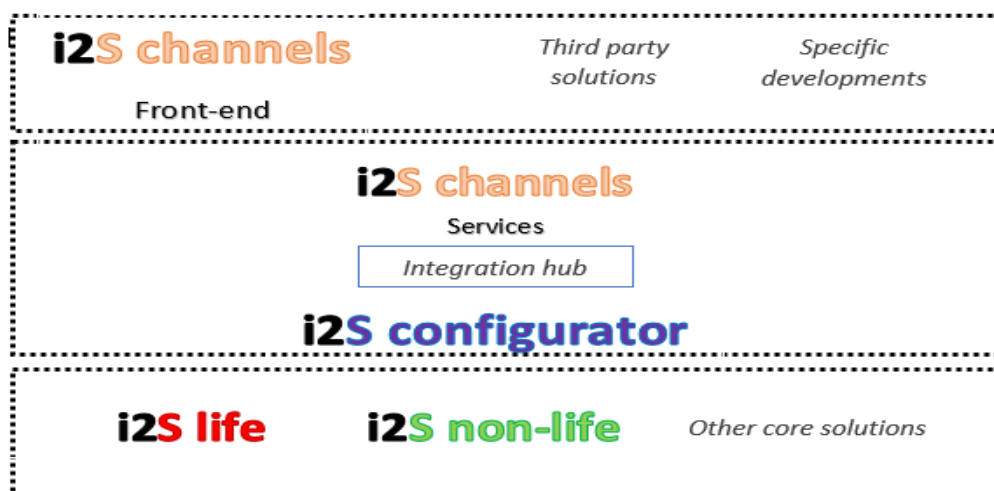 i2S channels
Third party
solutions
Specific
developments
Front-end
i2S channels
Services
Integration hub
i2S configurator
i2S life
i2S non-life
Other core solutions